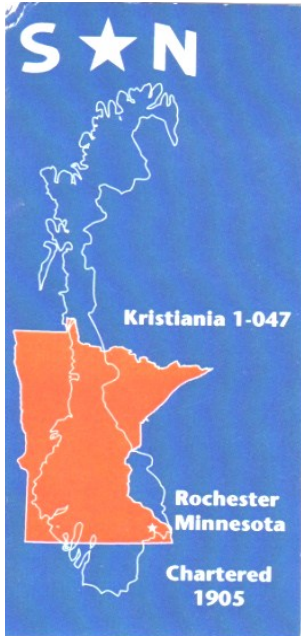 S ★ N
Kristiania 1-047
Rochester
Minnesota
Chartered
1905